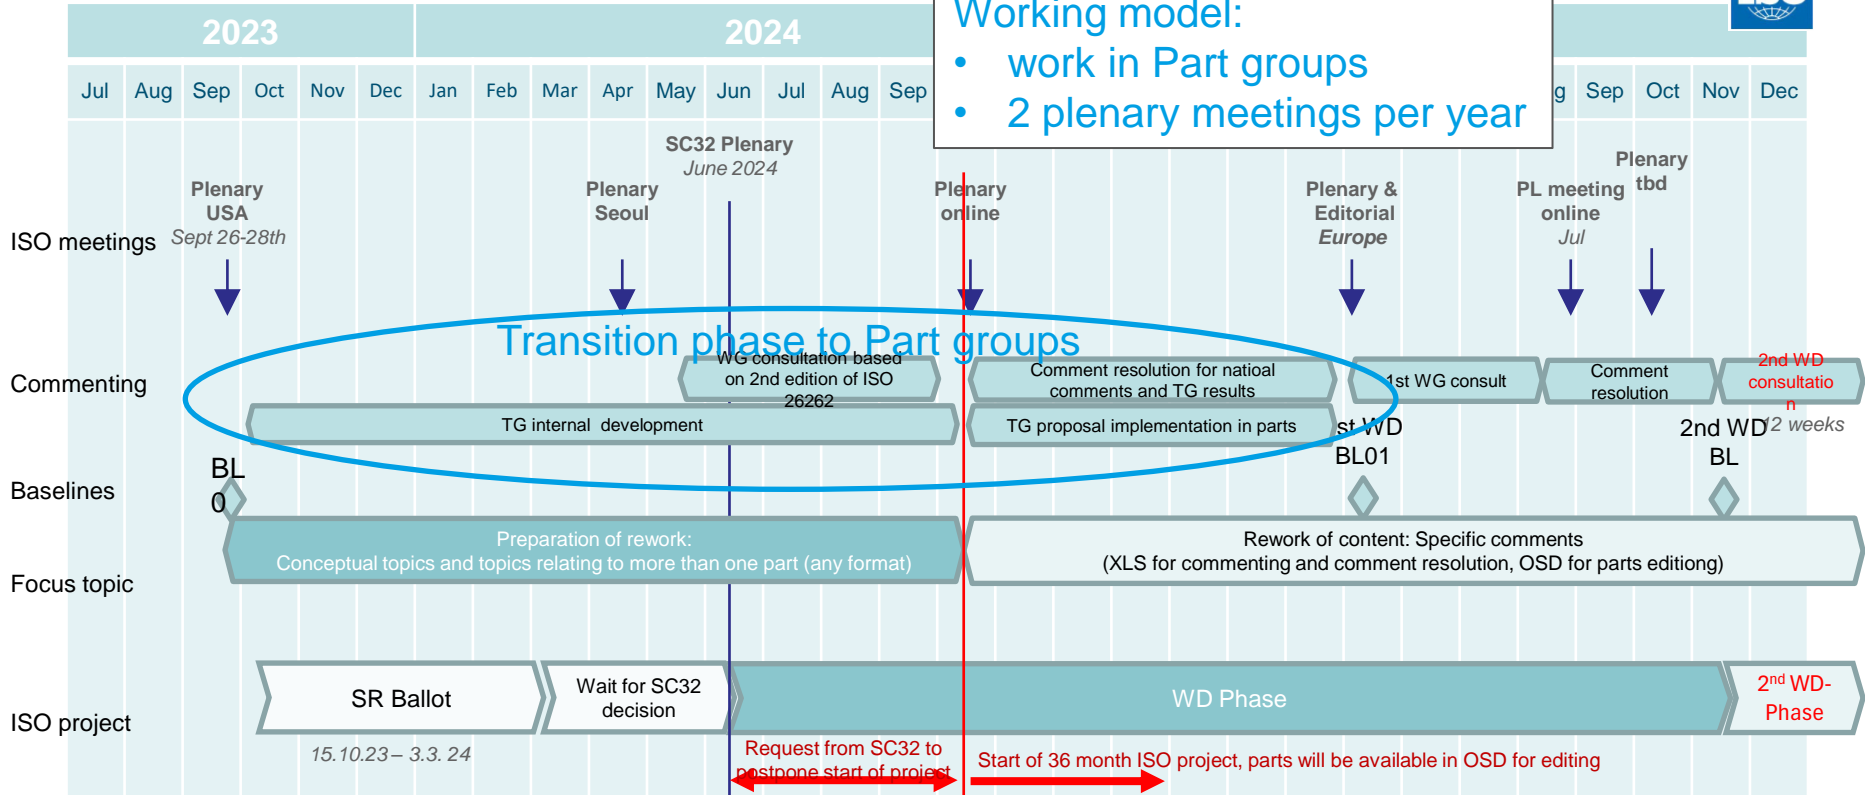 Working model:
• work in Part groups
• 2 plenary meetings per year
2023
2024
Jul Aug Sep Oct Nov Dec Jan Feb Mar Apr May Jun Jul Aug Sep g Sep Oct Nov Dec
ISO meetings
Plenary
USA
Sept 26-28th
Plenary
Seoul
SC32 Plenary
June 2024
Plenary
online
Plenary &
Editorial
Europe
PL meeting
online
Jul
Plenary
tbd
Transition phase to Part groups
Commenting
WG consultation based
on 2nd edition of ISO
26262
Comment resolution for natioal
comments and TG results
1st WG consult
Comment
resolution
2nd WD
consultatio
n
12 weeks
TG internal development
TG proposal implementation in parts
Baselines
BL
0
st WD
BL01
2nd WD
BL
Focus topic
Preparation of rework:
Conceptual topics and topics relating to more than one part (any format)
Rework of content: Specific comments
(XLS for commenting and comment resolution, OSD for parts editiong)
ISO project
SR Ballot
15.10.23 – 3.3. 24
Wait for SC32
decision
WD Phase
2nd WD-
Phase
Request from SC32 to
postpone start of project
Start of 36 month ISO project, parts will be available in OSD for editing